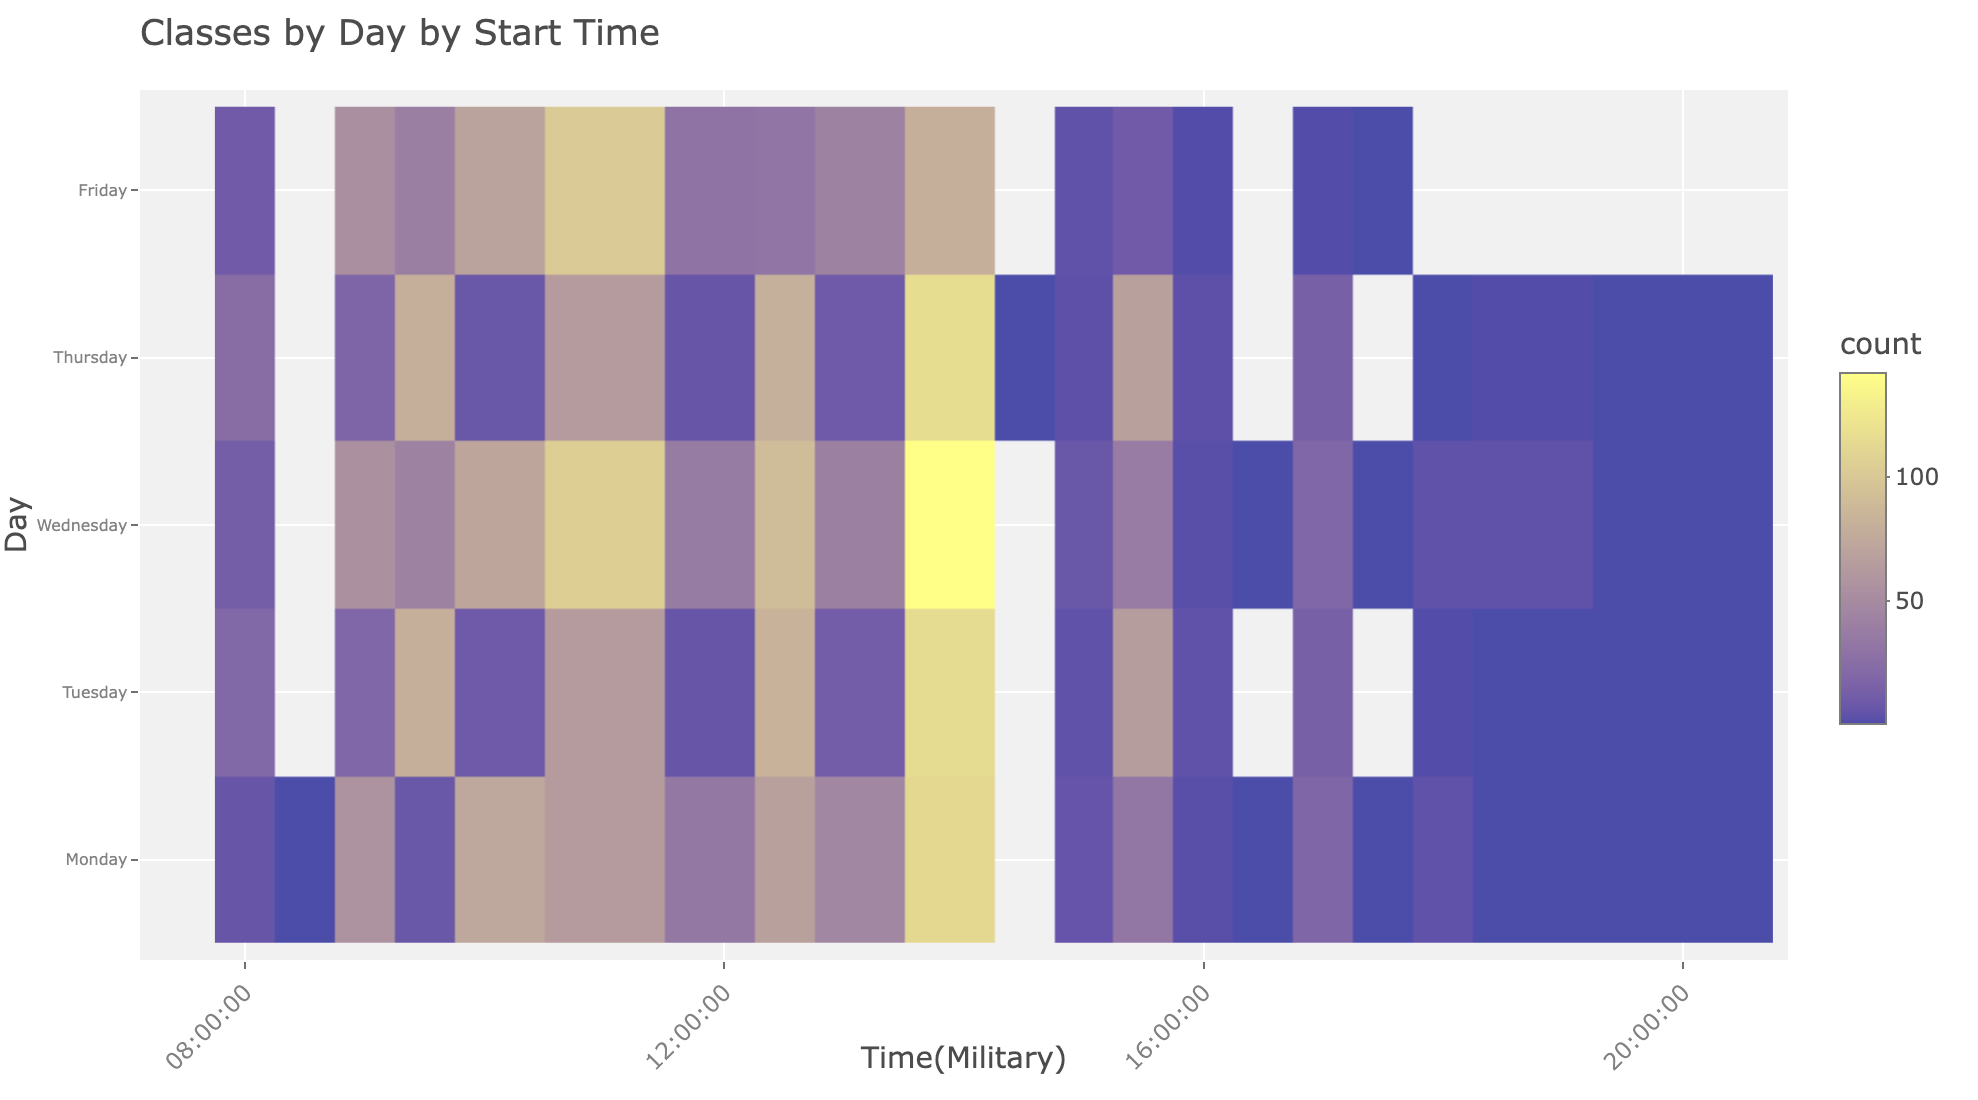 Classes by Day by Start Time
Day
Friday
Thursday
Wednesday
Tuesday
Monday
08:00:00
12:00:00
16:00:00
20:00:00
Time(Military)
count
100
50